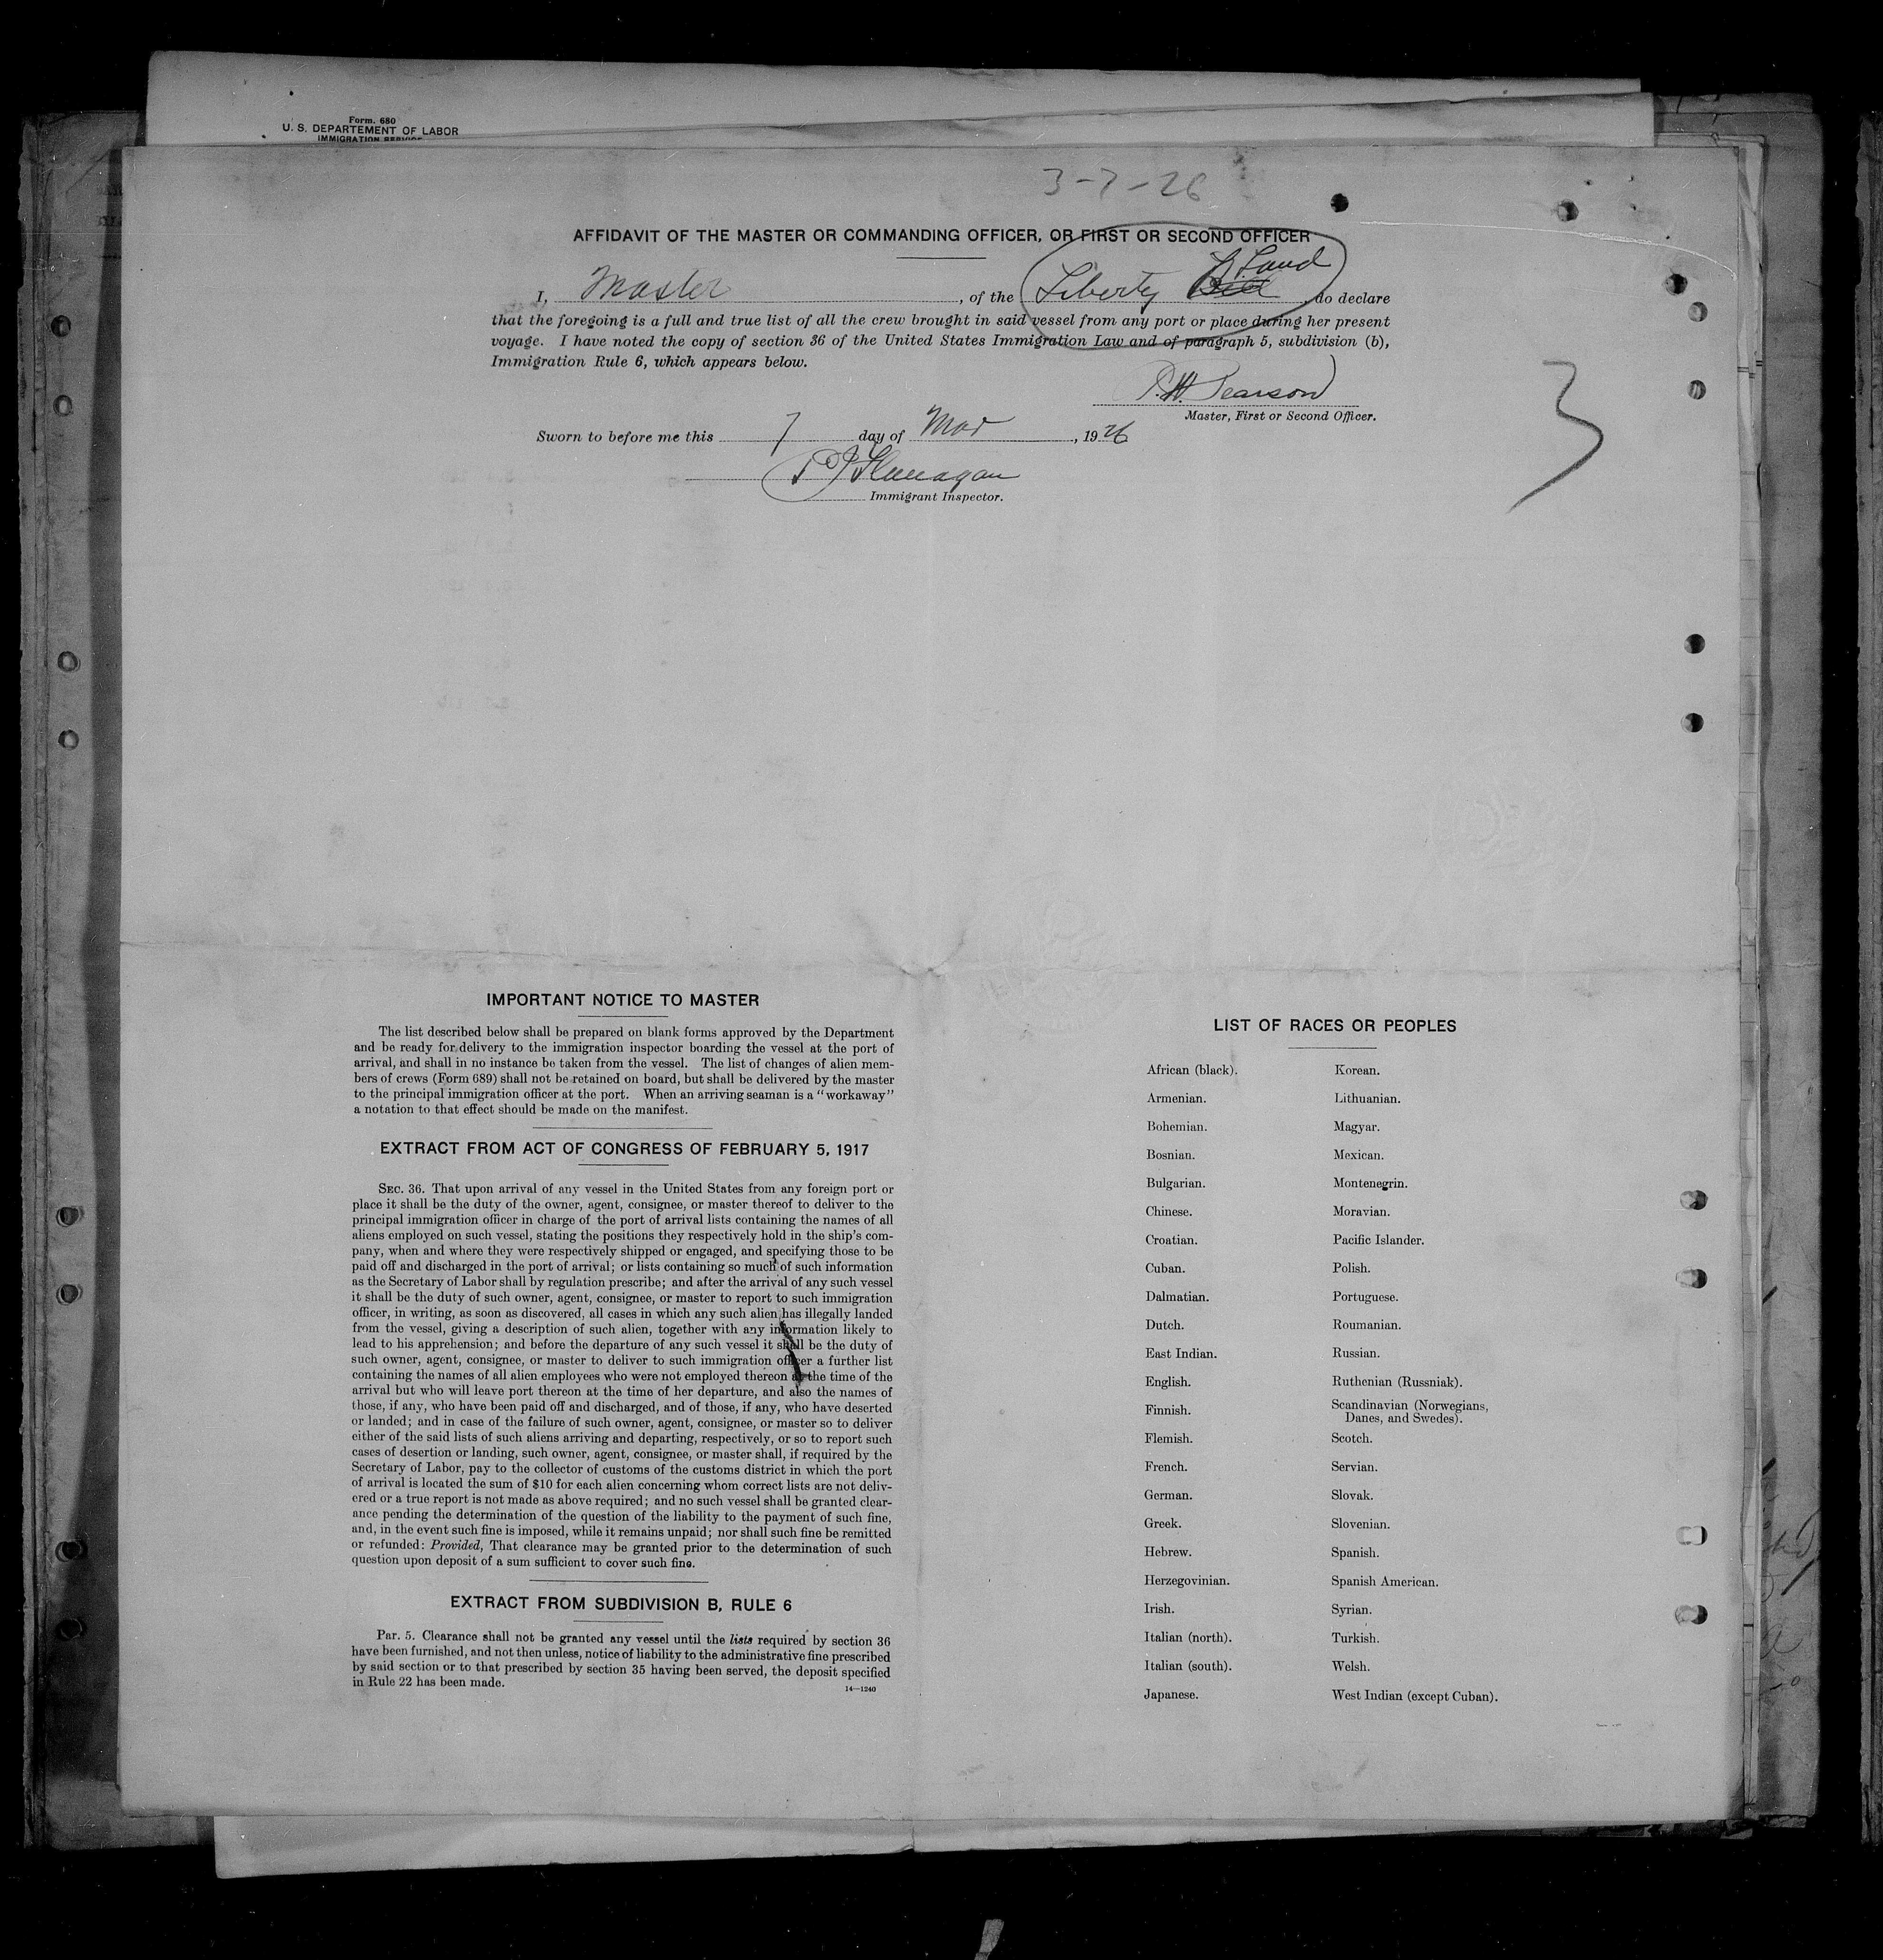 Form. 680
U. S. DEPARTEMENT OF LABOR
IMMIGRATION SERVICE
3-7-26
AFFIDAVIT OF THE MASTER OR COMMANDING OFFICER, OR FIRST OR SECOND OFFICER
I, Master, of the Liberty Land, do declare
that the foregoing is a full and true list of all the crew brought in said vessel from any port or place during her present
voyage. I have noted the copy of section 36 of the United States Immigration Law and of paragraph 5, subdivision (b),
Immigration Rule 6, which appears below.
P. W. Pearson
Master, First or Second Officer.
3
Sworn to before me this 7 day of Mar, 1926
P J Flanagan
Immigrant Inspector.
IMPORTANT NOTICE TO MASTER
The list described below shall be prepared on blank forms approved by the Department
and be ready for delivery to the immigration inspector boarding the vessel at the port of
arrival, and shall in no instance be taken from the vessel. The list of changes of alien mem-
bers of crews (Form 689) shall not be retained on board, but shall be delivered by the master
to the principal immigration officer at the port. When an arriving seaman is a "workaway"
a notation to that effect should be made on the manifest.
EXTRACT FROM ACT OF CONGRESS OF FEBRUARY 5, 1917
SEC. 36. That upon arrival of any vessel in the United States from any foreign port or
place it shall be the duty of the owner, agent, consignee, or master thereof to deliver to the
principal immigration officer in charge of the port of arrival lists containing the names of all
aliens employed on such vessel, stating the positions they respectively hold in the ship's com-
pany, when and where they were respectively shipped or engaged, and specifying those to be
paid off and discharged in the port of arrival; or lists containing so much of such information
as the Secretary of Labor shall by regulation prescribe; and after the arrival of any such vessel
it shall be the duty of such owner, agent, consignee, or master to report to such immigration
officer, in writing, as soon as discovered, all cases in which any such alien has illegally landed
from the vessel, giving a description of such alien, together with any information likely to
lead to his apprehension; and before the departure of any such vessel it shall be the duty of
such owner, agent, consignee, or master to deliver to such immigration officer a further list
containing the names of all alien employees who were not employed thereon at the time of the
arrival but who will leave port thereon at the time of her departure, and also the names of
those, if any, who have been paid off and discharged, and of those, if any, who have deserted
or landed; and in case of the failure of such owner, agent, consignee, or master so to deliver
either of the said lists of such aliens arriving and departing, respectively, or so to report such
cases of desertion or landing, such owner, agent, consignee, or master shall, if required by the
Secretary of Labor, pay to the collector of customs of the customs district in which the port
of arrival is located the sum of $10 for each alien concerning whom correct lists are not deliv-
ered or a true report is not made as above required; and no such vessel shall be granted clear-
ance pending the determination of the question of the liability to the payment of such fine,
and, in the event such fine is imposed, while it remains unpaid; nor shall such fine be remitted
or refunded: Provided, That clearance may be granted prior to the determination of such
question upon deposit of a sum sufficient to cover such fine.
EXTRACT FROM SUBDIVISION B, RULE 6
Par. 5. Clearance shall not be granted any vessel until the lists required by section 36
have been furnished, and not then unless, notice of liability to the administrative fine prescribed
by said section or to that prescribed by section 35 having been served, the deposit specified
in Rule 22 has been made.
14—1240
LIST OF RACES OR PEOPLES
African (black).
Armenian.
Bohemian.
Bosnian.
Bulgarian.
Chinese.
Croatian.
Cuban.
Dalmatian.
Dutch.
East Indian.
English.
Finnish.
Flemish.
French.
German.
Greek.
Hebrew.
Herzegovinian.
Irish.
Italian (north).
Italian (south).
Japanese.
Korean.
Lithuanian.
Magyar.
Mexican.
Montenegrin.
Moravian.
Pacific Islander.
Polish.
Portuguese.
Roumanian.
Russian.
Ruthenian (Russniak).
Scandinavian (Norwegians,
Danes, and Swedes).
Scotch.
Servian.
Slovak.
Slovenian.
Spanish.
Spanish American.
Syrian.
Turkish.
Welsh.
West Indian (except Cuban).